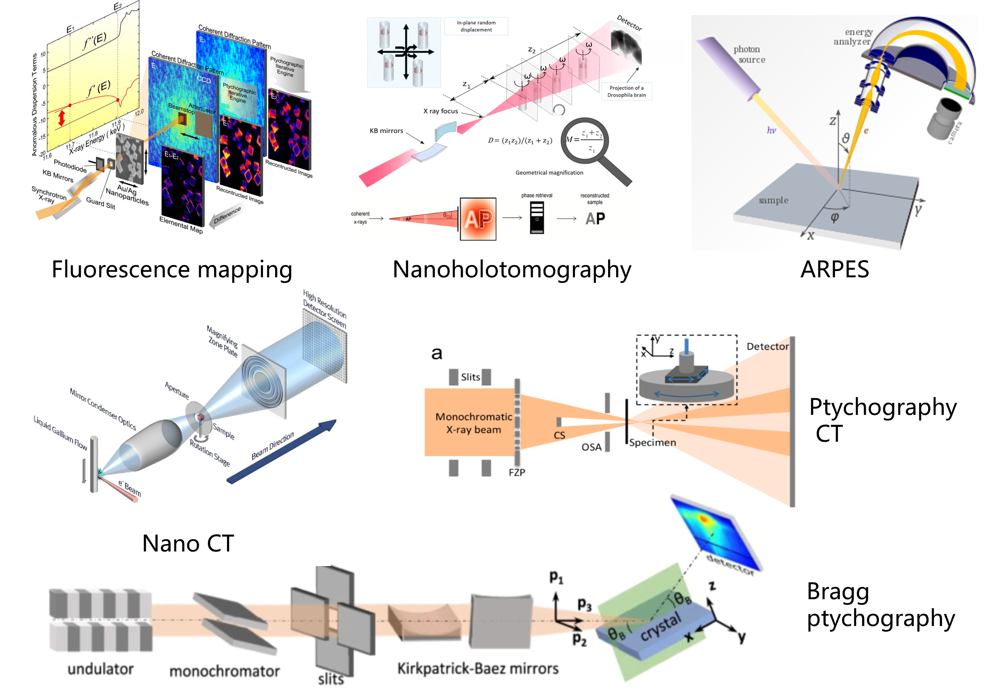 E₁
E₂
f''(E)
f'(E)
Anomalous Dispersion Terms
10
5
0
-5
-10
-15
-20
11.6
11.7
11.8
11.9
12.0
X-ray Energy ( keV )
Coherent Diffraction Pattern
E₂
Coherent Diffraction Pattern
E₁
CCD
Ptychographic
Iterative
Engine
Ptychographic
Iterative
Engine
Beamstop
Attenuator
E₂
Recontructed Image
E₁
Recontructed Image
E₁-E₂
Elemental Map
Difference
Photodiode
KB Mirrors
Synchrotron
X-ray
Guard Slit
Au/Ag
Nanoparticles
Fluorescence mapping
In-plane random
displacement
Detector
z₂
z₁
ω
ω
ω
ω
Projection of a
Drosophila brain
X ray focus
KB mirrors
D = (z₁z₂)/(z₁ + z₂)
M = (z₁+z₂)/z₁
Geometrical magnification
coherent
x-rays
AP
θCB
AP
phase retrieval
reconstructed
sample
AP
Nanoholotomography
photon
source
energy
analyzer
hν
e
z
ϑ
camera
sample
φ
x
y
ARPES
High Resolution
Detector Screen
Magnifying
Zone Plate
Aperture
Mirror Condenser Optics
Liquid Gallium Flow
Sample
Rotation Stage
Beam Direction
e⁻ Beam
Nano CT
a
Slits
Monochromatic
X-ray beam
FZP
CS
OSA
Specimen
y
x
z
Detector
Ptychography
CT
undulator
monochromator
slits
Kirkpatrick-Baez mirrors
p₁
p₃
p₂
θB
θB
crystal
x
y
z
detector
Bragg
ptychography